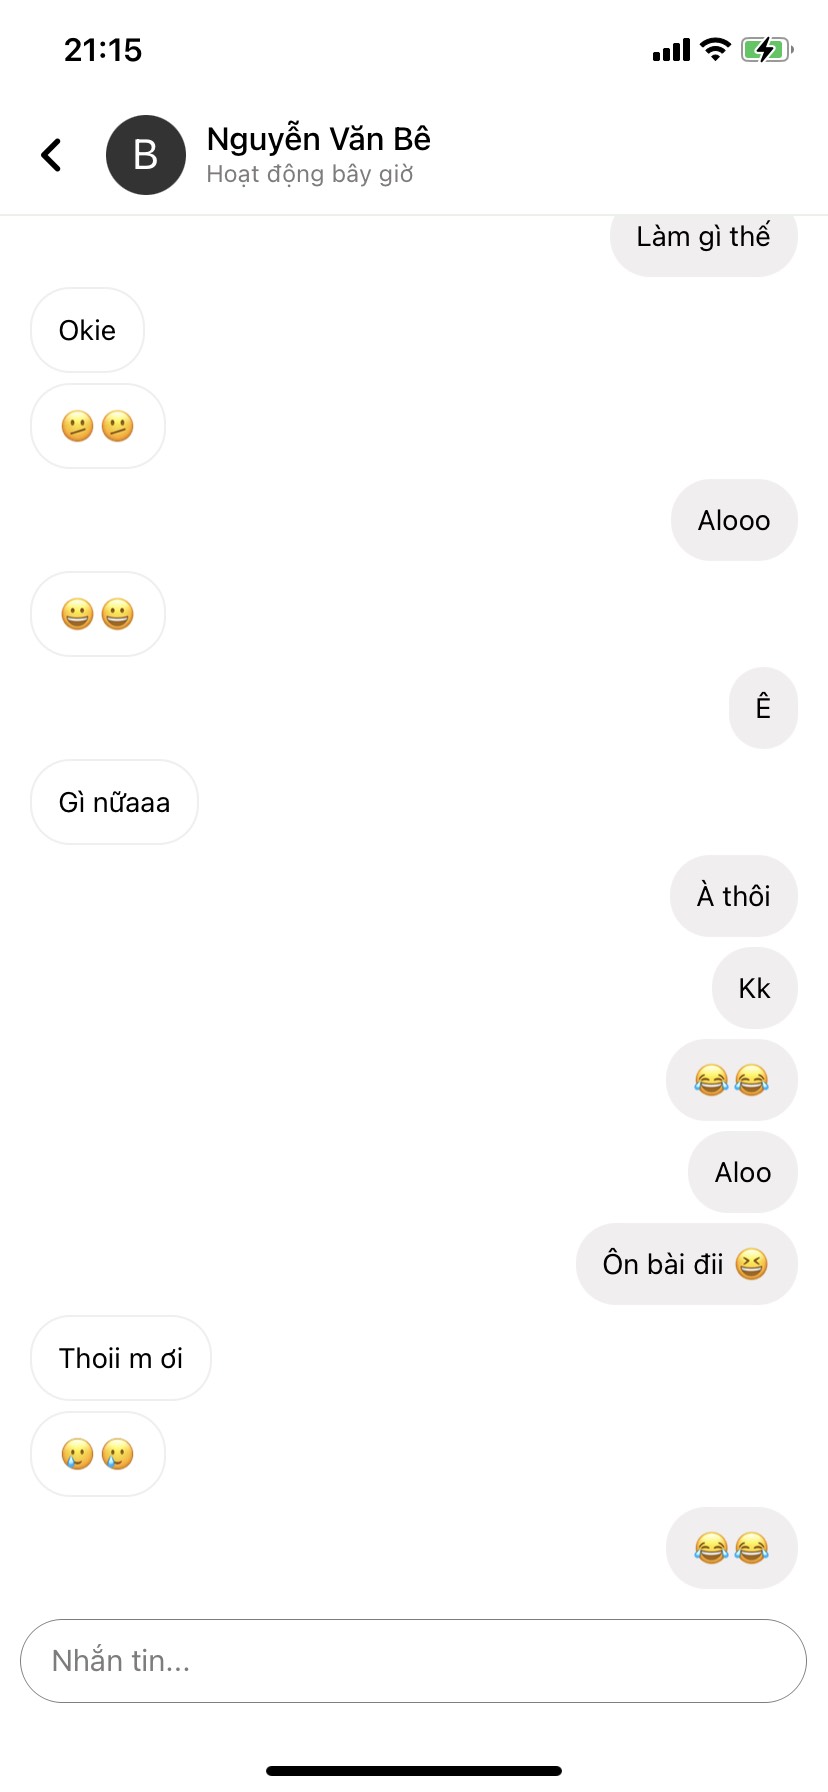 21:15
B
Nguyễn Văn Bê
Hoạt động bây giờ
Làm gì thế
Okie
🫤🫤
Alooo
😀😀
Ê
Gì nữaaa
À thôi
Kk
😂😂
Aloo
Ôn bài đii 😆
Thoii m ơi
🥲🥲
😂😂
Nhắn tin...